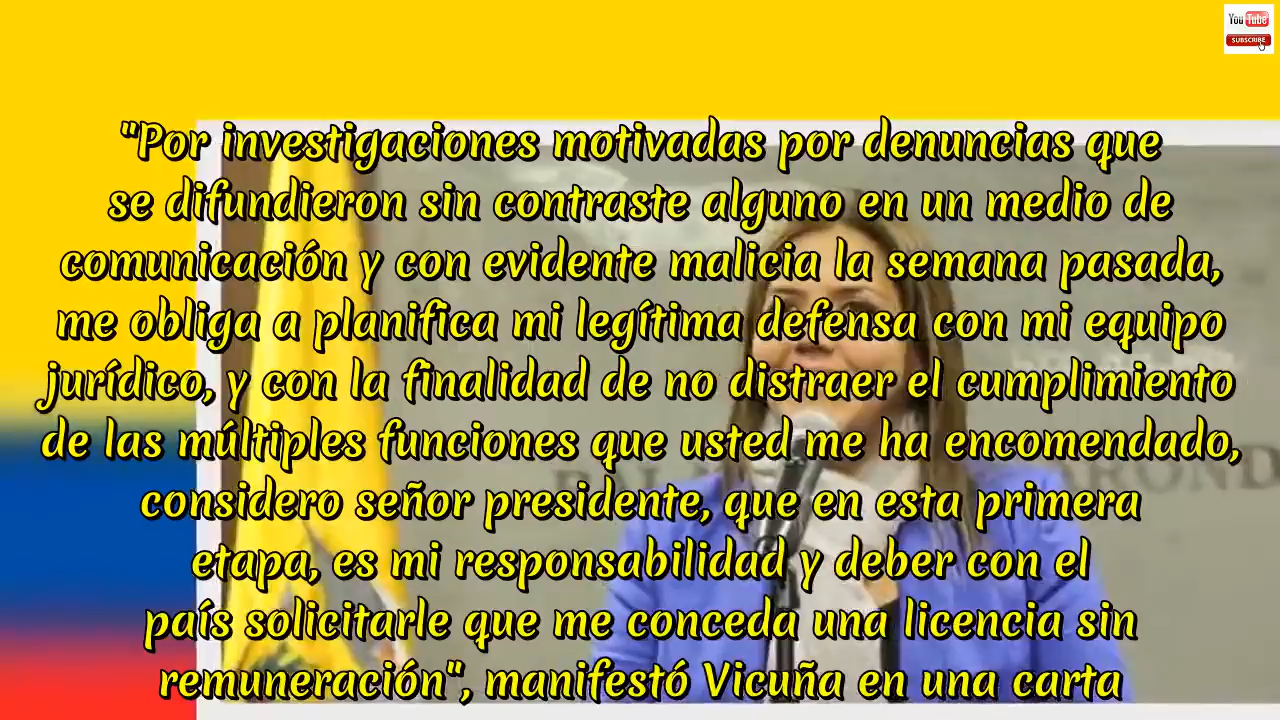 You Tube
SUBSCRIBE
"Por investigaciones motivadas por denuncias que
se difundieron sin contraste alguno en un medio de
comunicación y con evidente malicia la semana pasada,
me obliga a planifica mi legítima defensa con mi equipo
jurídico, y con la finalidad de no distraer el cumplimiento
de las múltiples funciones que usted me ha encomendado,
considero señor presidente, que en esta primera
etapa, es mi responsabilidad y deber con el
país solicitarle que me conceda una licencia sin
remuneración", manifestó Vicuña en una carta